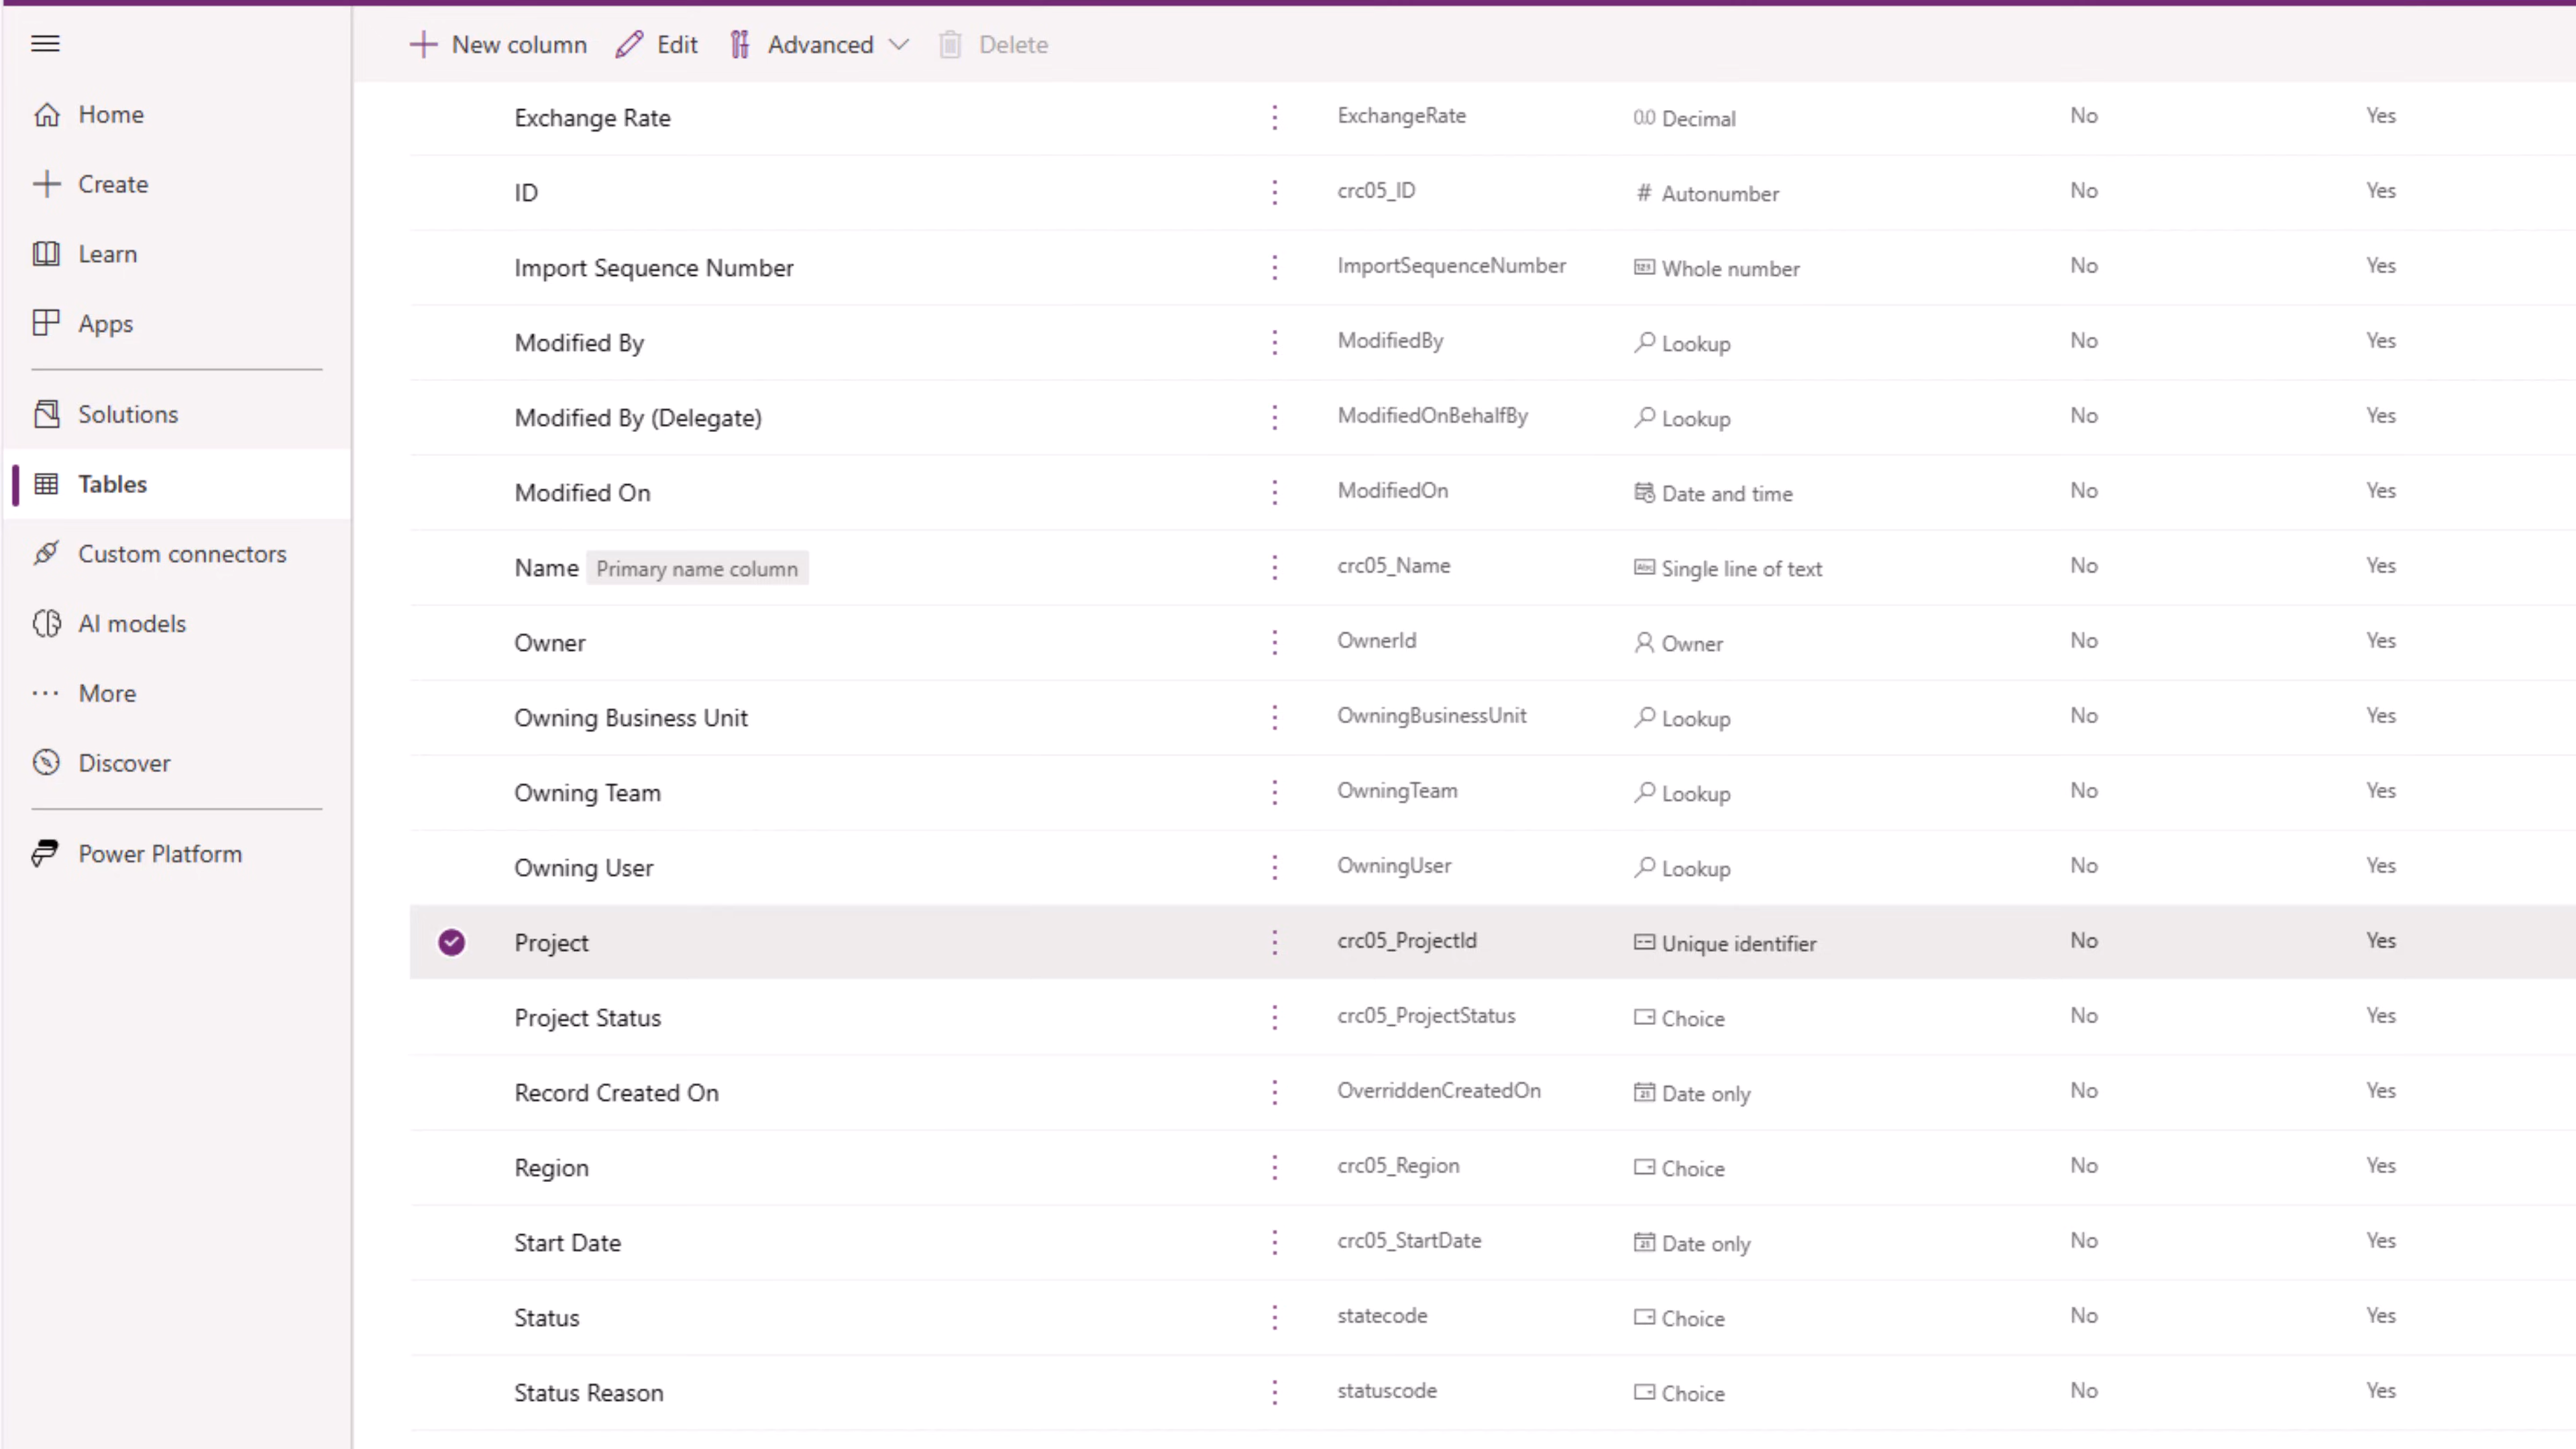 New column Edit Advanced Delete
Home
Create
Learn
Apps
Solutions
Tables
Custom connectors
AI models
More
Discover
Power Platform
Exchange Rate ExchangeRate Decimal No Yes
ID crc05_ID Autonumber No Yes
Import Sequence Number ImportSequenceNumber Whole number No Yes
Modified By ModifiedBy Lookup No Yes
Modified By (Delegate) ModifiedOnBehalfBy Lookup No Yes
Modified On ModifiedOn Date and time No Yes
Name Primary name column crc05_Name Single line of text No Yes
Owner OwnerId Owner No Yes
Owning Business Unit OwningBusinessUnit Lookup No Yes
Owning Team OwningTeam Lookup No Yes
Owning User OwningUser Lookup No Yes
Project crc05_ProjectId Unique identifier No Yes
Project Status crc05_ProjectStatus Choice No Yes
Record Created On OverriddenCreatedOn Date only No Yes
Region crc05_Region Choice No Yes
Start Date crc05_StartDate Date only No Yes
Status statecode Choice No Yes
Status Reason statuscode Choice No Yes